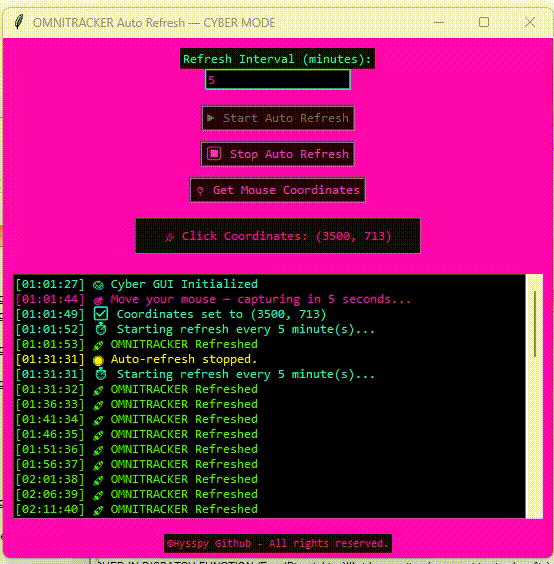 OMNITRACKER Auto Refresh — CYBER MODE
Refresh Interval (minutes):
5
Start Auto Refresh
Stop Auto Refresh
Get Mouse Coordinates
Click Coordinates: (3500, 713)
[01:01:27] Cyber GUI Initialized
[01:01:44] Move your mouse — capturing in 5 seconds...
[01:01:49] Coordinates set to (3500, 713)
[01:01:52] Starting refresh every 5 minute(s)...
[01:01:53] OMNITRACKER Refreshed
[01:31:31] Auto-refresh stopped.
[01:31:31] Starting refresh every 5 minute(s)...
[01:31:32] OMNITRACKER Refreshed
[01:36:33] OMNITRACKER Refreshed
[01:41:34] OMNITRACKER Refreshed
[01:46:35] OMNITRACKER Refreshed
[01:51:36] OMNITRACKER Refreshed
[01:56:37] OMNITRACKER Refreshed
[02:01:38] OMNITRACKER Refreshed
[02:06:39] OMNITRACKER Refreshed
[02:11:40] OMNITRACKER Refreshed
©Hysspy Github - All rights reserved.